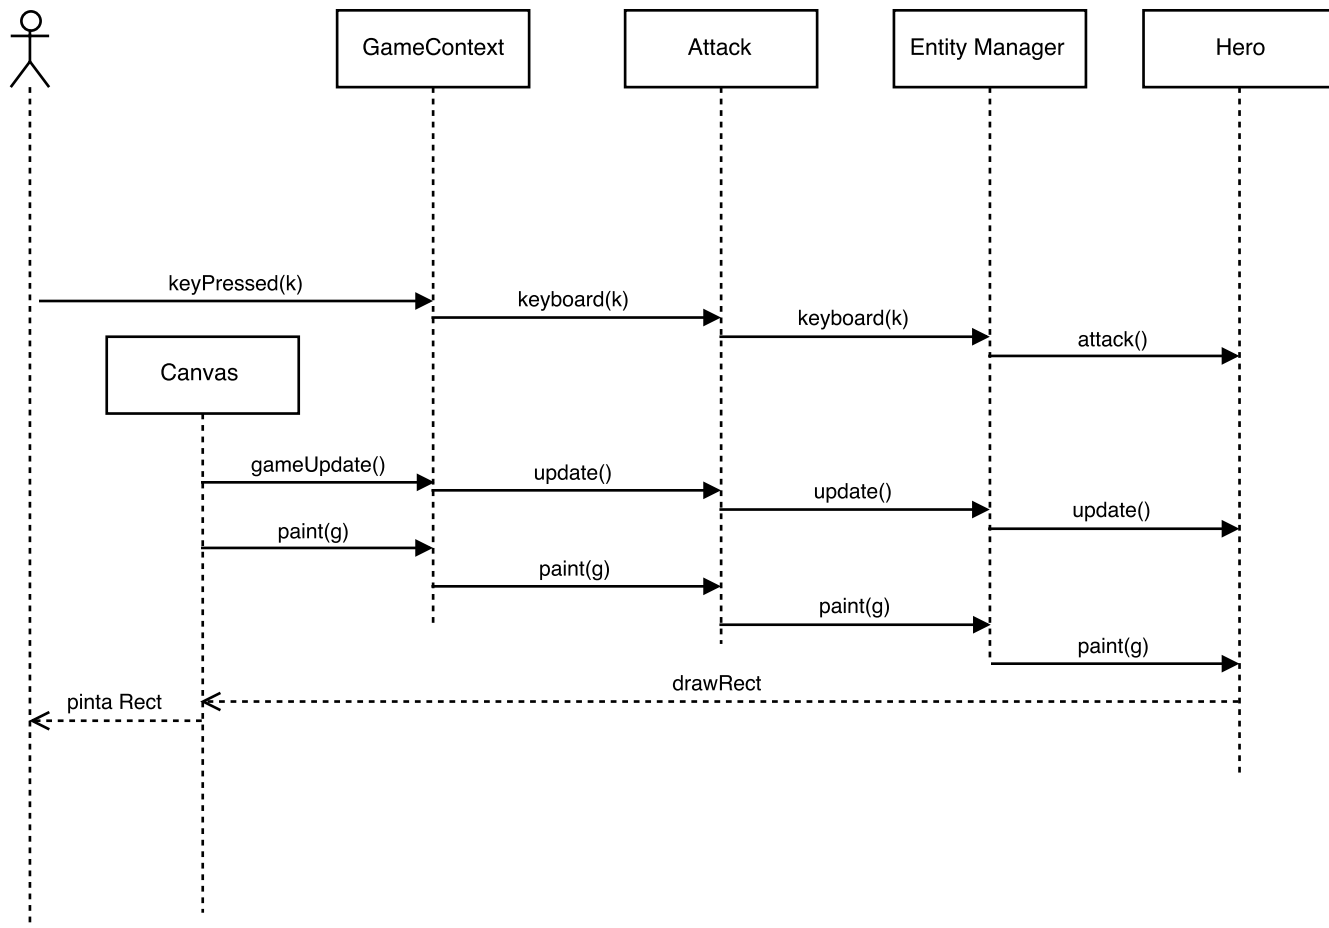 GameContext
Attack
Entity Manager
Hero
keyPressed(k)
keyboard(k)
keyboard(k)
attack()
Canvas
gameUpdate()
update()
update()
update()
paint(g)
paint(g)
paint(g)
paint(g)
drawRect
pinta Rect